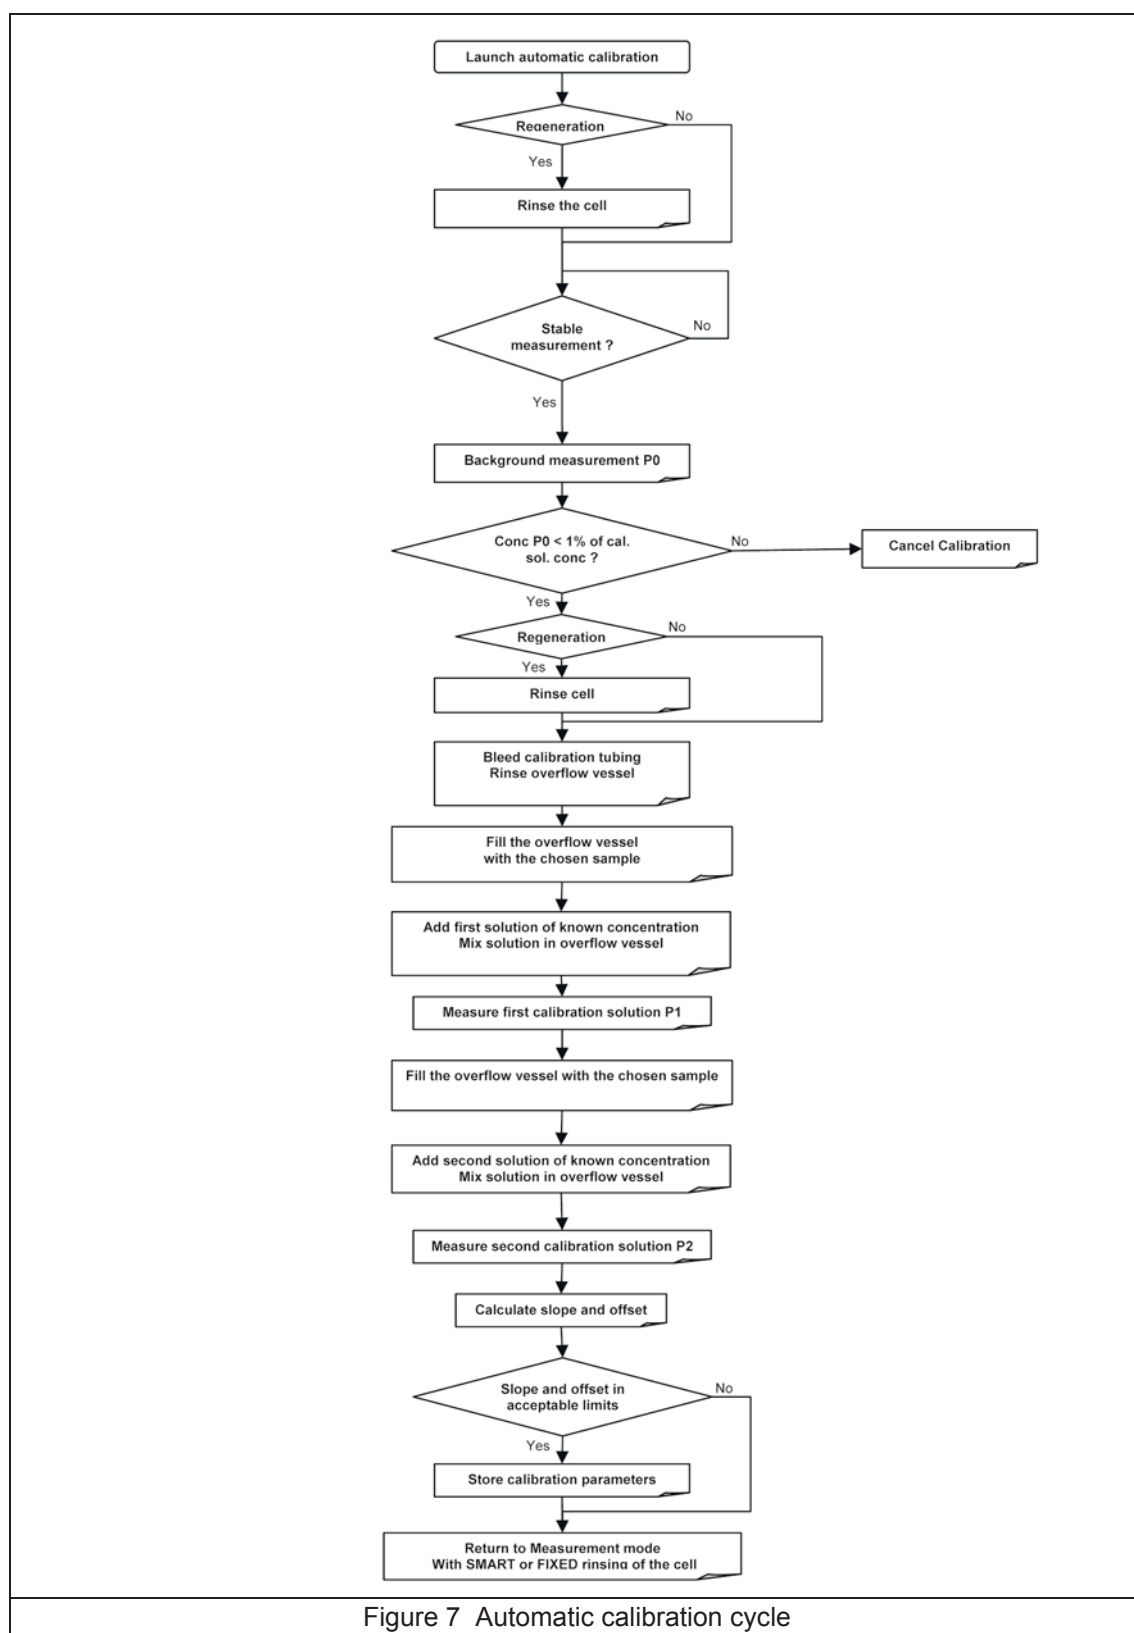 Launch automatic calibration
Regeneration
No
Yes
Rinse the cell
Stable
measurement ?
No
Yes
Background measurement P0
Conc P0 < 1% of cal.
sol. conc ?
No
Cancel Calibration
Yes
Regeneration
No
Yes
Rinse cell
Bleed calibration tubing
Rinse overflow vessel
Fill the overflow vessel
with the chosen sample
Add first solution of known concentration
Mix solution in overflow vessel
Measure first calibration solution P1
Fill the overflow vessel with the chosen sample
Add second solution of known concentration
Mix solution in overflow vessel
Measure second calibration solution P2
Calculate slope and offset
Slope and offset in
acceptable limits
No
Yes
Store calibration parameters
Return to Measurement mode
With SMART or FIXED rinsing of the cell
Figure 7 Automatic calibration cycle